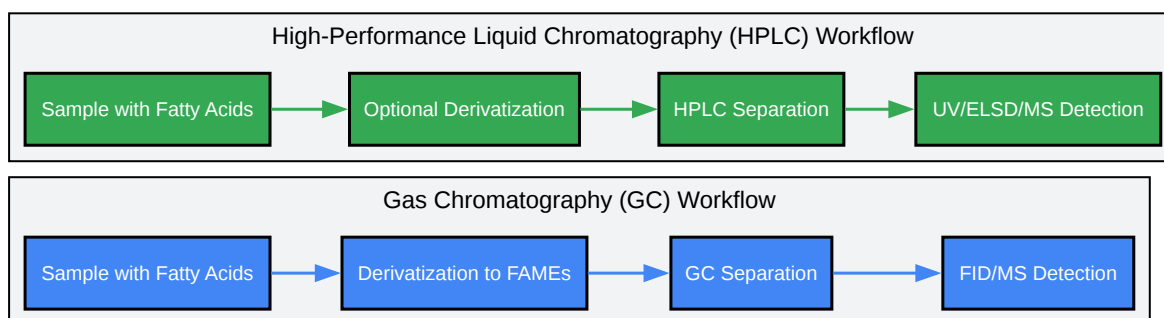 High-Performance Liquid Chromatography (HPLC) Workflow
Sample with Fatty Acids
Optional Derivatization
HPLC Separation
UV/ELSD/MS Detection
Gas Chromatography (GC) Workflow
Sample with Fatty Acids
Derivatization to FAMEs
GC Separation
FID/MS Detection